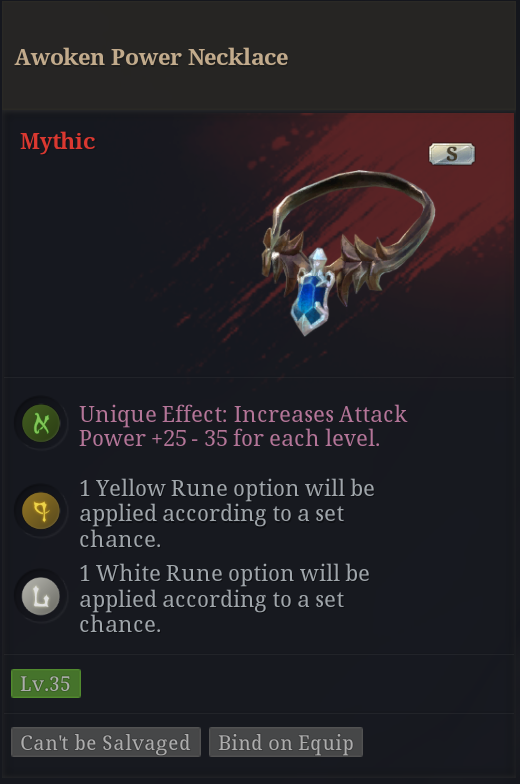 Awoken Power Necklace
Mythic
S
Unique Effect: Increases Attack
Power +25 - 35 for each level.
1 Yellow Rune option will be
applied according to a set
chance.
1 White Rune option will be
applied according to a set
chance.
Lv.35
Can't be Salvaged
Bind on Equip